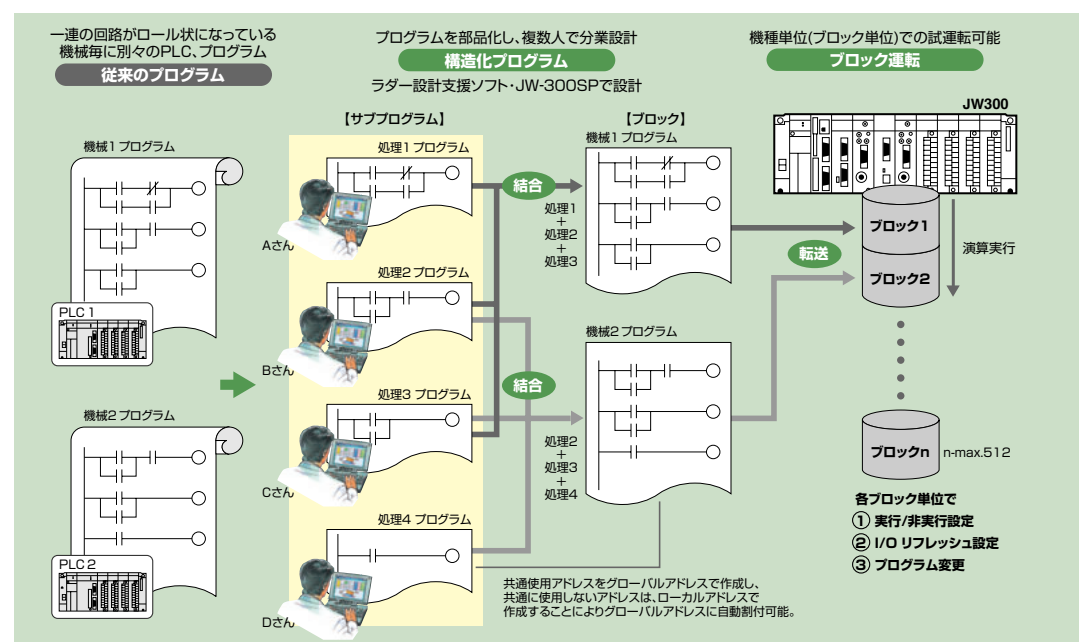 一連の回路がロール状になっている
機械毎に別々のPLC、プログラム
従来のプログラム
機械1 プログラム
PLC 1
機械2 プログラム
PLC 2
プログラムを部品化し、複数人で分業設計
構造化プログラム
ラダー設計支援ソフト・JW-300SPで設計
【サブプログラム】
処理1 プログラム
Aさん
処理2 プログラム
Bさん
処理3 プログラム
Cさん
処理4 プログラム
Dさん
【ブロック】
機械1 プログラム
結合
処理1
+
処理2
+
処理3
機械2 プログラム
結合
処理2
+
処理3
+
処理4
共通使用アドレスをグローバルアドレスで作成し、
共通に使用しないアドレスは、ローカルアドレスで
作成することによりグローバルアドレスに自動割付可能。
機種単位(ブロック単位)での試運転可能
ブロック運転
JW300
転送
ブロック1
ブロック2
演算実行
ブロックn
n-max.512
各ブロック単位で
① 実行/非実行設定
② I/O リフレッシュ設定
③ プログラム変更